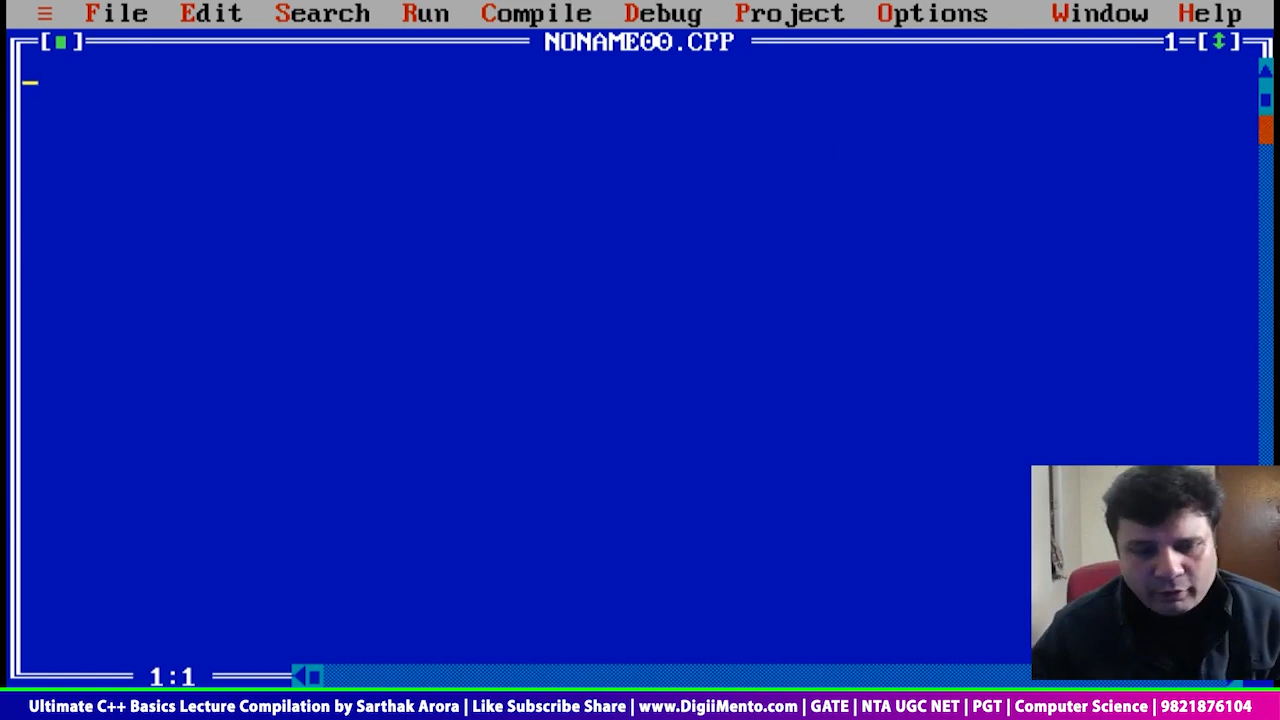 ≡ File Edit Search Run Compile Debug Project Options Window Help
[■] NONAME00.CPP 1=[↕]
1:1
Ultimate C++ Basics Lecture Compilation by Sarthak Arora | Like Subscribe Share | www.DigiiMento.com | GATE | NTA UGC NET | PGT | Computer Science | 9821876104